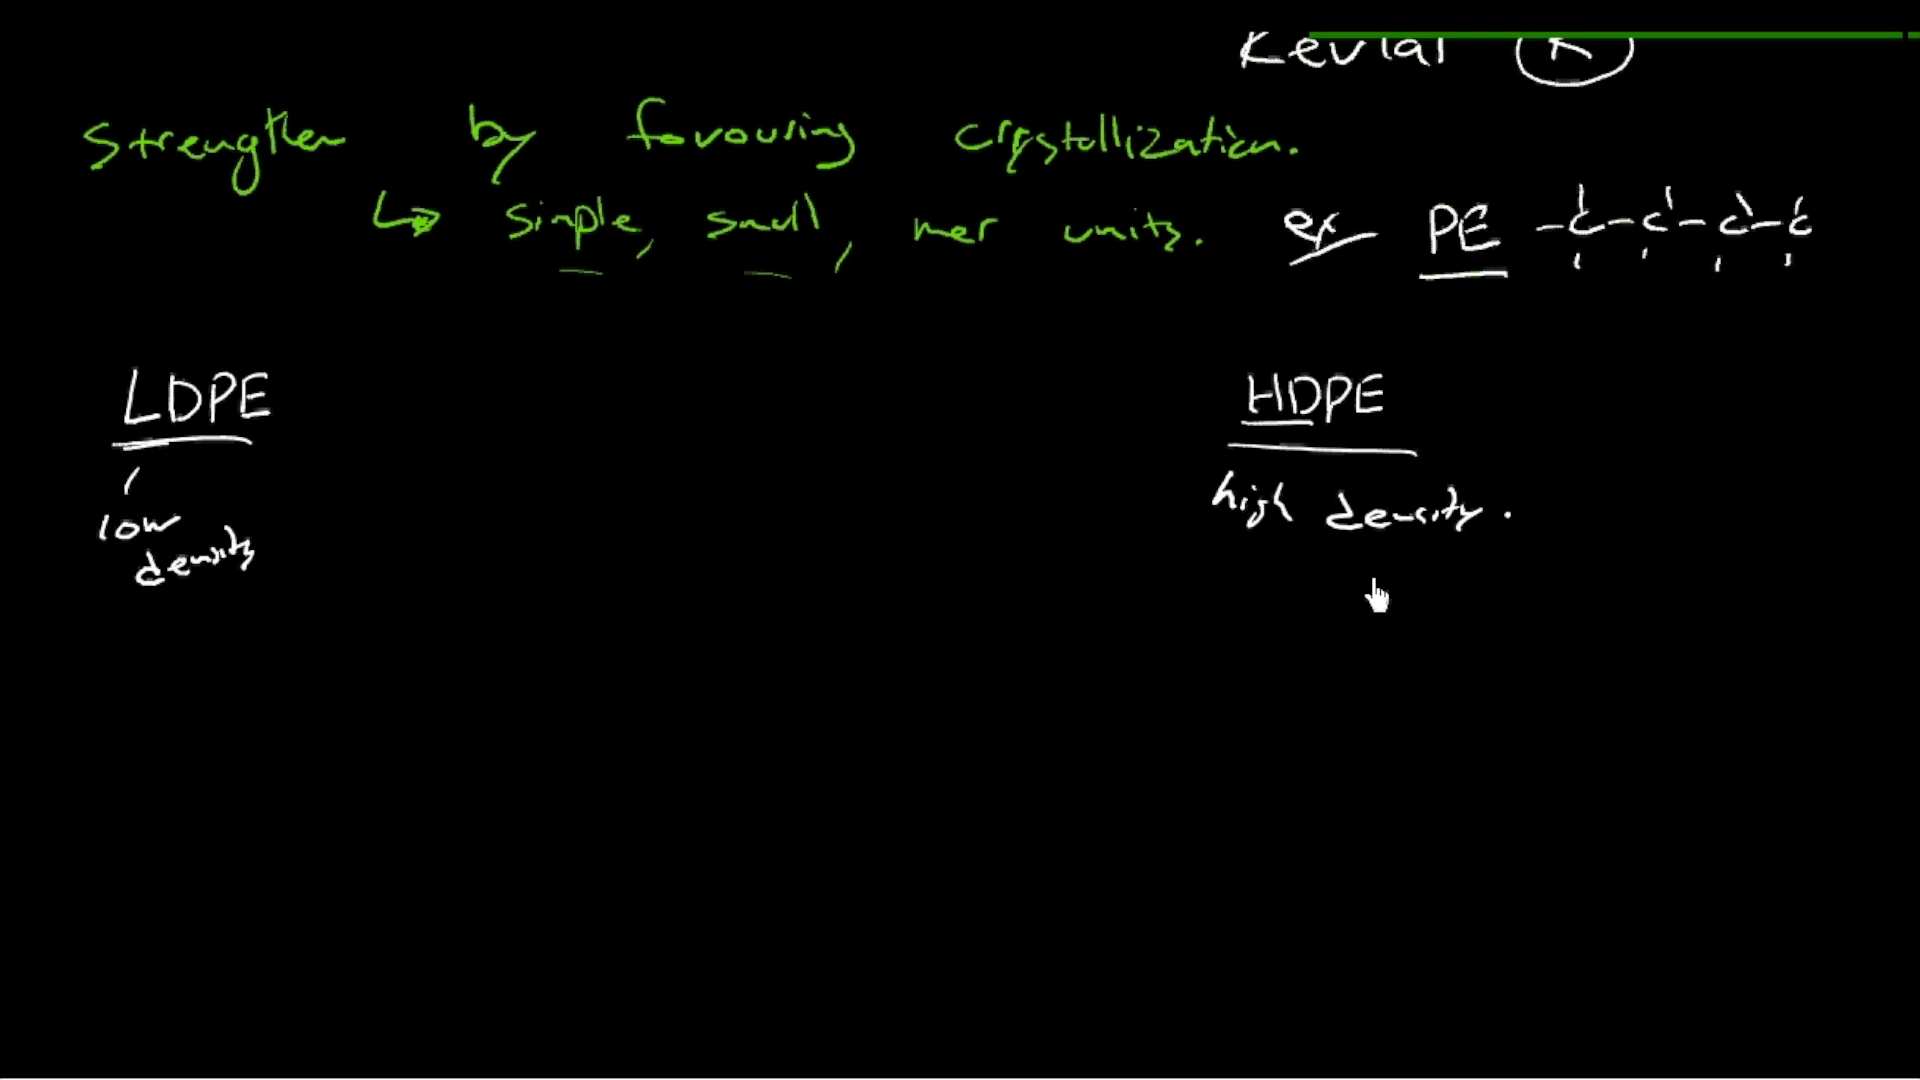 Kevlar R
Strengthen by favouring crystallization.
↳ simple, small, mer units. ex PE -C-C-C-C
LDPE
low
density
HDPE
high density.